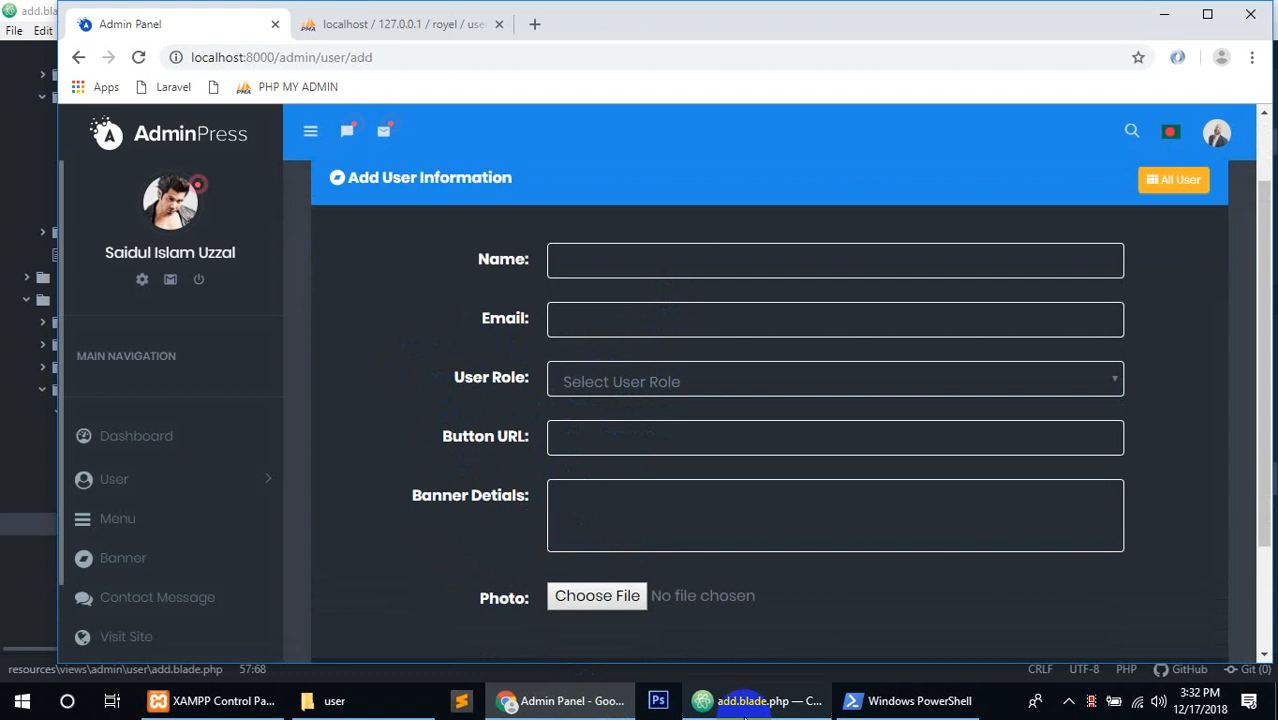 add.bla
File Edit
Admin Panel
localhost / 127.0.0.1 / royel / use
localhost:8000/admin/user/add
Apps Laravel PHP MY ADMIN
AdminPress
Add User Information
All User
Saidul Islam Uzzal
MAIN NAVIGATION
Dashboard
User
Menu
Banner
Contact Message
Visit Site
Name:
Email:
User Role: Select User Role
Button URL:
Banner Detials:
Photo: Choose File No file chosen
resources\views\admin\user\add.blade.php 57:68 CRLF UTF-8 PHP GitHub Git (0)
XAMPP Control Pa... user Admin Panel - Goo... Ps add.blade.php — C... Windows PowerShell
3:32 PM
12/17/2018